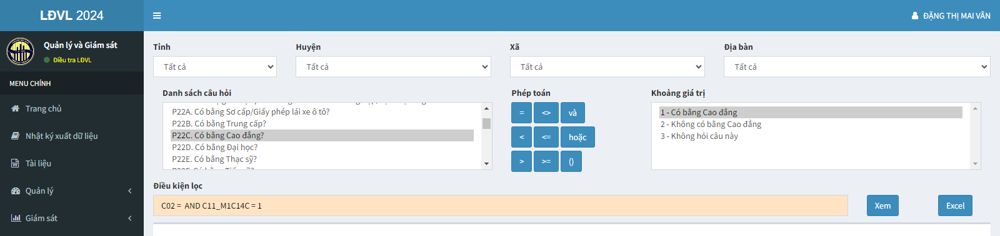 LĐVL 2024
ĐẶNG THỊ MAI VÂN
Quản lý và Giám sát
Điều tra LĐVL
MENU CHÍNH
Trang chủ
Nhật ký xuất dữ liệu
Tài liệu
Quản lý
Giám sát
Tỉnh
Huyện
Xã
Địa bàn
Tất cả
Tất cả
Tất cả
Tất cả
Danh sách câu hỏi
P22A. Có bằng Sơ cấp/Giấy phép lái xe ô tô?
P22B. Có bằng Trung cấp?
P22C. Có bằng Cao đẳng?
P22D. Có bằng Đại học?
P22E. Có bằng Thạc sỹ?
Phép toán
= <> và
< <= hoặc
> >= ()
Khoảng giá trị
1 - Có bằng Cao đẳng
2 - Không có bằng Cao đẳng
3 - Không hỏi câu này
Điều kiện lọc
C02 =  AND C11_M1C14C = 1
Xem
Excel